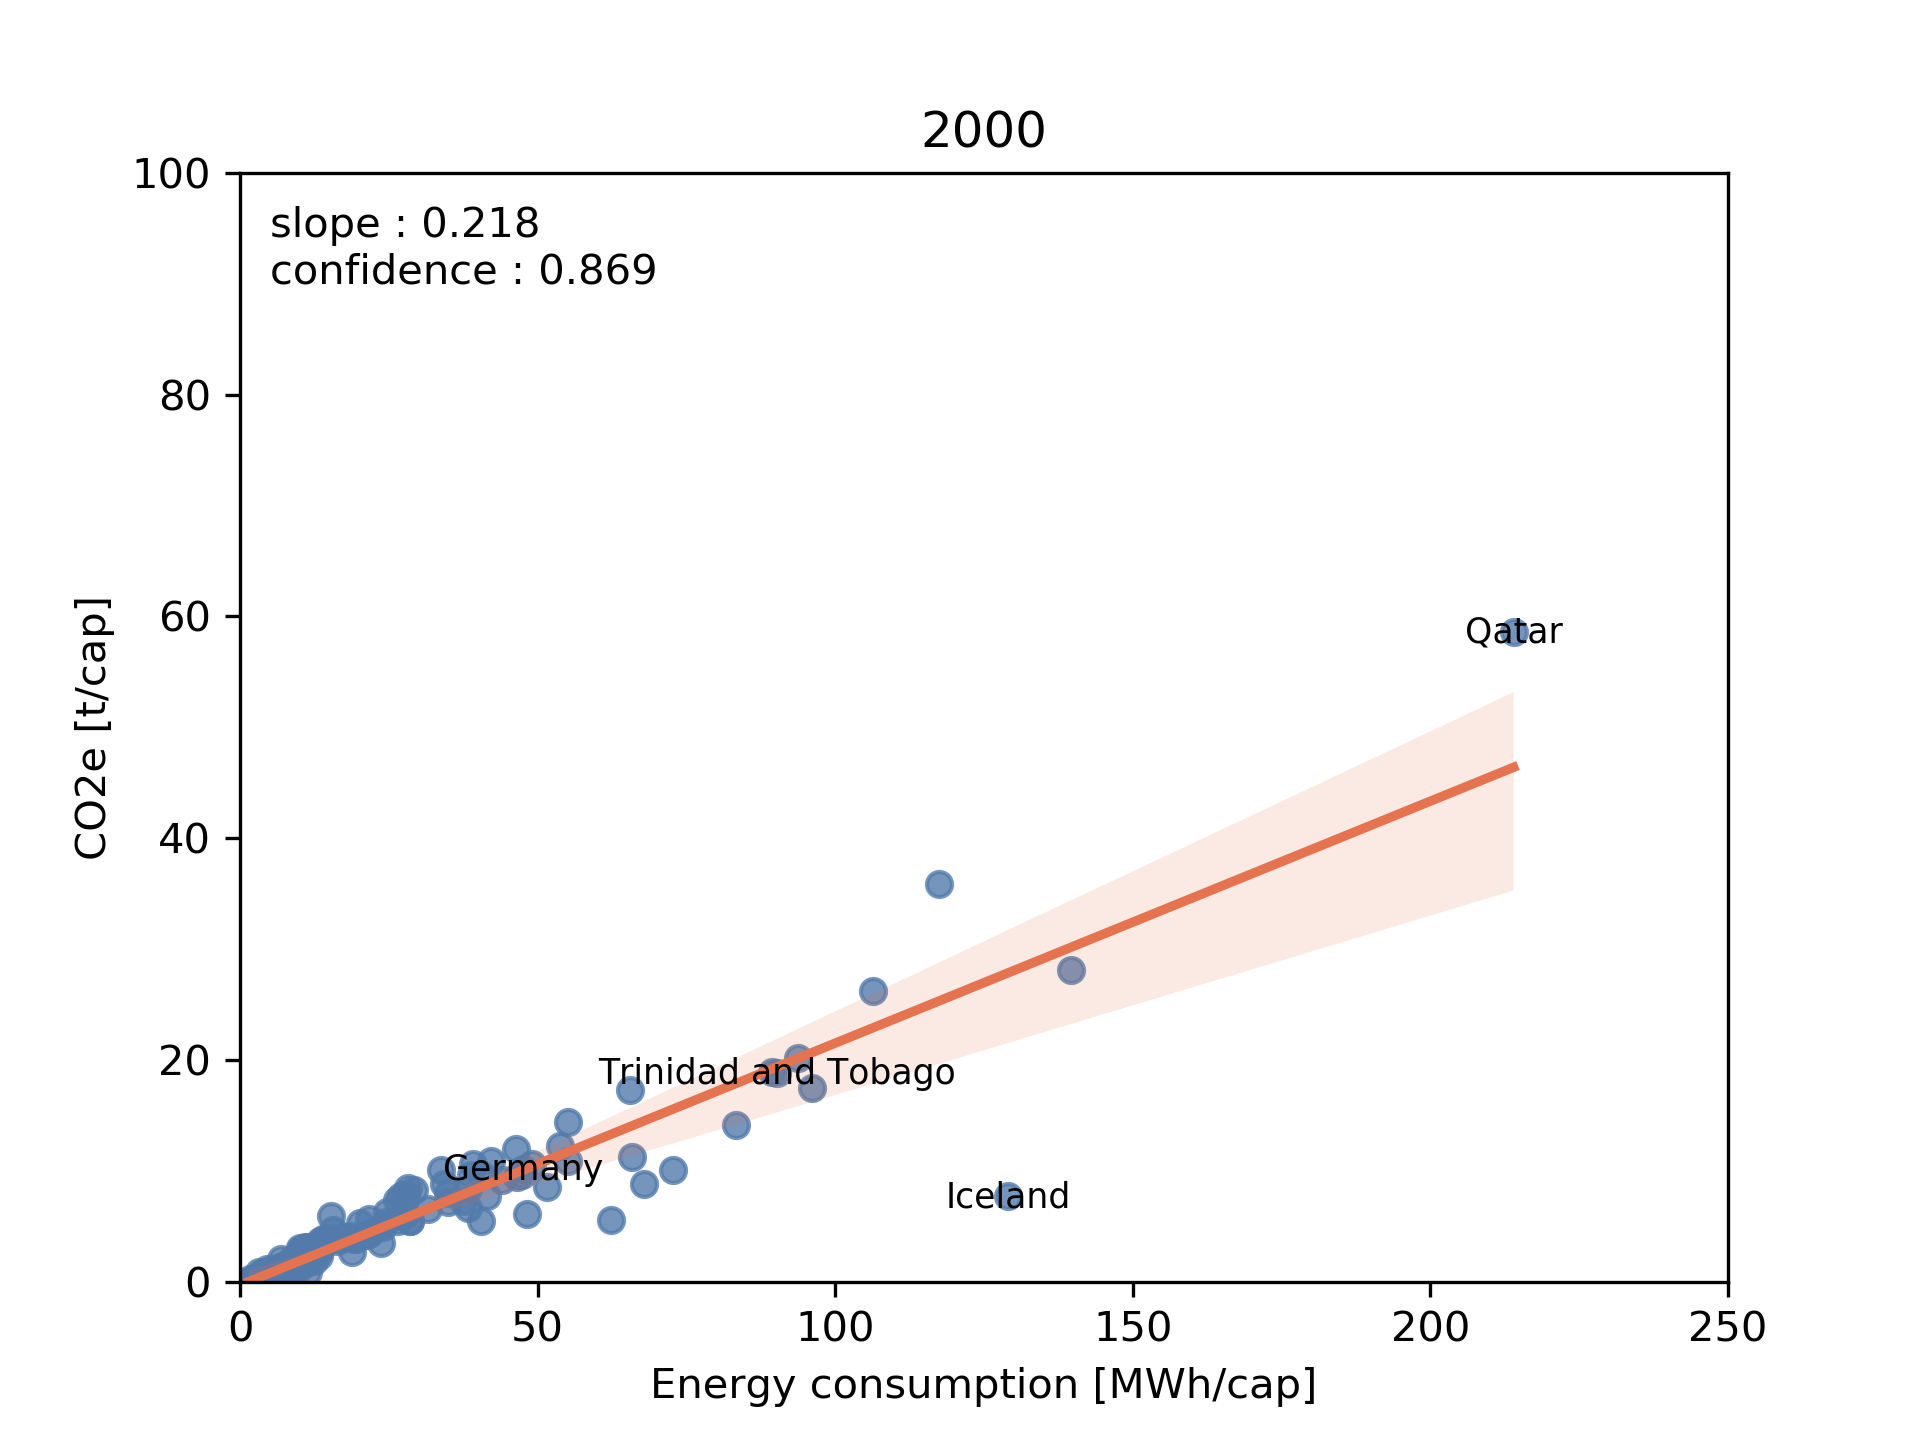 2000
slope : 0.218
confidence : 0.869
100
80
60
40
20
0
CO2e [t/cap]
Qatar
Trinidad and Tobago
Germany
Iceland
0 50 100 150 200 250
Energy consumption [MWh/cap]